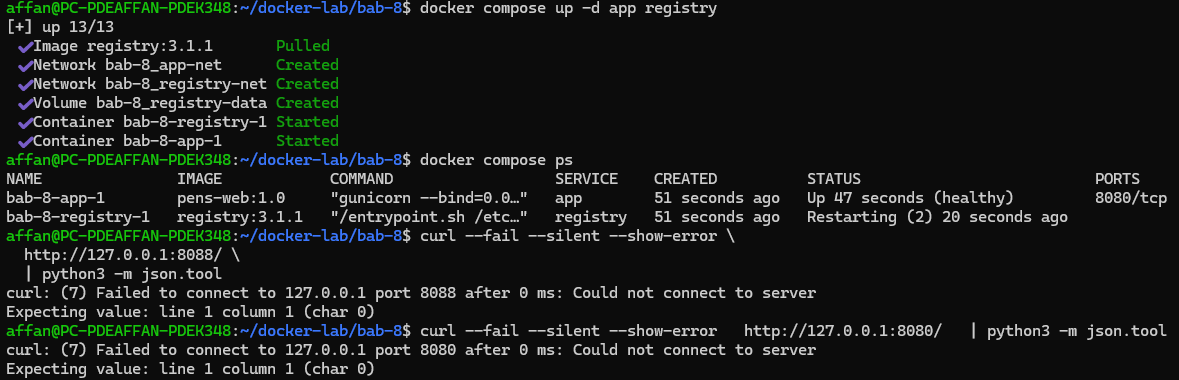 affan@PC-PDEAFFAN-PDEK348:~/docker-lab/bab-8$ docker compose up -d app registry
[+] up 13/13
✔Image registry:3.1.1       Pulled
✔Network bab-8_app-net      Created
✔Network bab-8_registry-net Created
✔Volume bab-8_registry-data Created
✔Container bab-8-registry-1 Started
✔Container bab-8-app-1      Started
affan@PC-PDEAFFAN-PDEK348:~/docker-lab/bab-8$ docker compose ps
NAME               IMAGE            COMMAND                  SERVICE    CREATED          STATUS                         PORTS
bab-8-app-1        pens-web:1.0     "gunicorn --bind=0.0…"   app        51 seconds ago   Up 47 seconds (healthy)        8080/tcp
bab-8-registry-1   registry:3.1.1   "/entrypoint.sh /etc…"   registry   51 seconds ago   Restarting (2) 20 seconds ago
affan@PC-PDEAFFAN-PDEK348:~/docker-lab/bab-8$ curl --fail --silent --show-error \
  http://127.0.0.1:8088/ \
  | python3 -m json.tool
curl: (7) Failed to connect to 127.0.0.1 port 8088 after 0 ms: Could not connect to server
Expecting value: line 1 column 1 (char 0)
affan@PC-PDEAFFAN-PDEK348:~/docker-lab/bab-8$ curl --fail --silent --show-error   http://127.0.0.1:8080/   | python3 -m json.tool
curl: (7) Failed to connect to 127.0.0.1 port 8080 after 0 ms: Could not connect to server
Expecting value: line 1 column 1 (char 0)